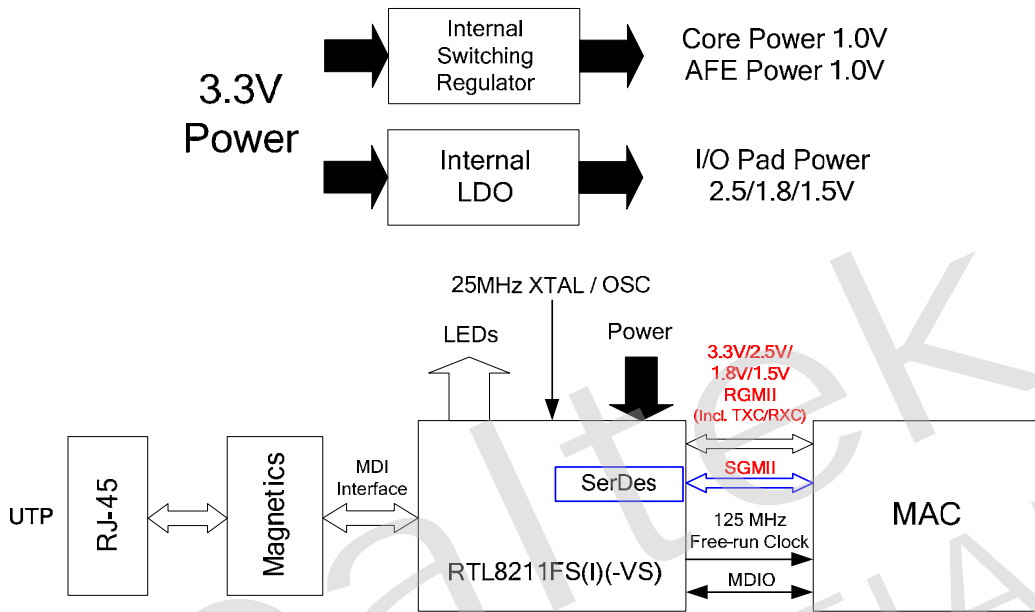 3.3V
Power
Internal
Switching
Regulator
Core Power 1.0V
AFE Power 1.0V
Internal
LDO
I/O Pad Power
2.5/1.8/1.5V
25MHz XTAL / OSC
LEDs
Power
3.3V/2.5V/
1.8V/1.5V
RGMII
(Incl. TXC/RXC)
UTP
RJ-45
Magnetics
MDI
Interface
SerDes
SGMII
MAC
125 MHz
Free-run Clock
RTL8211FS(I)(-VS)
MDIO